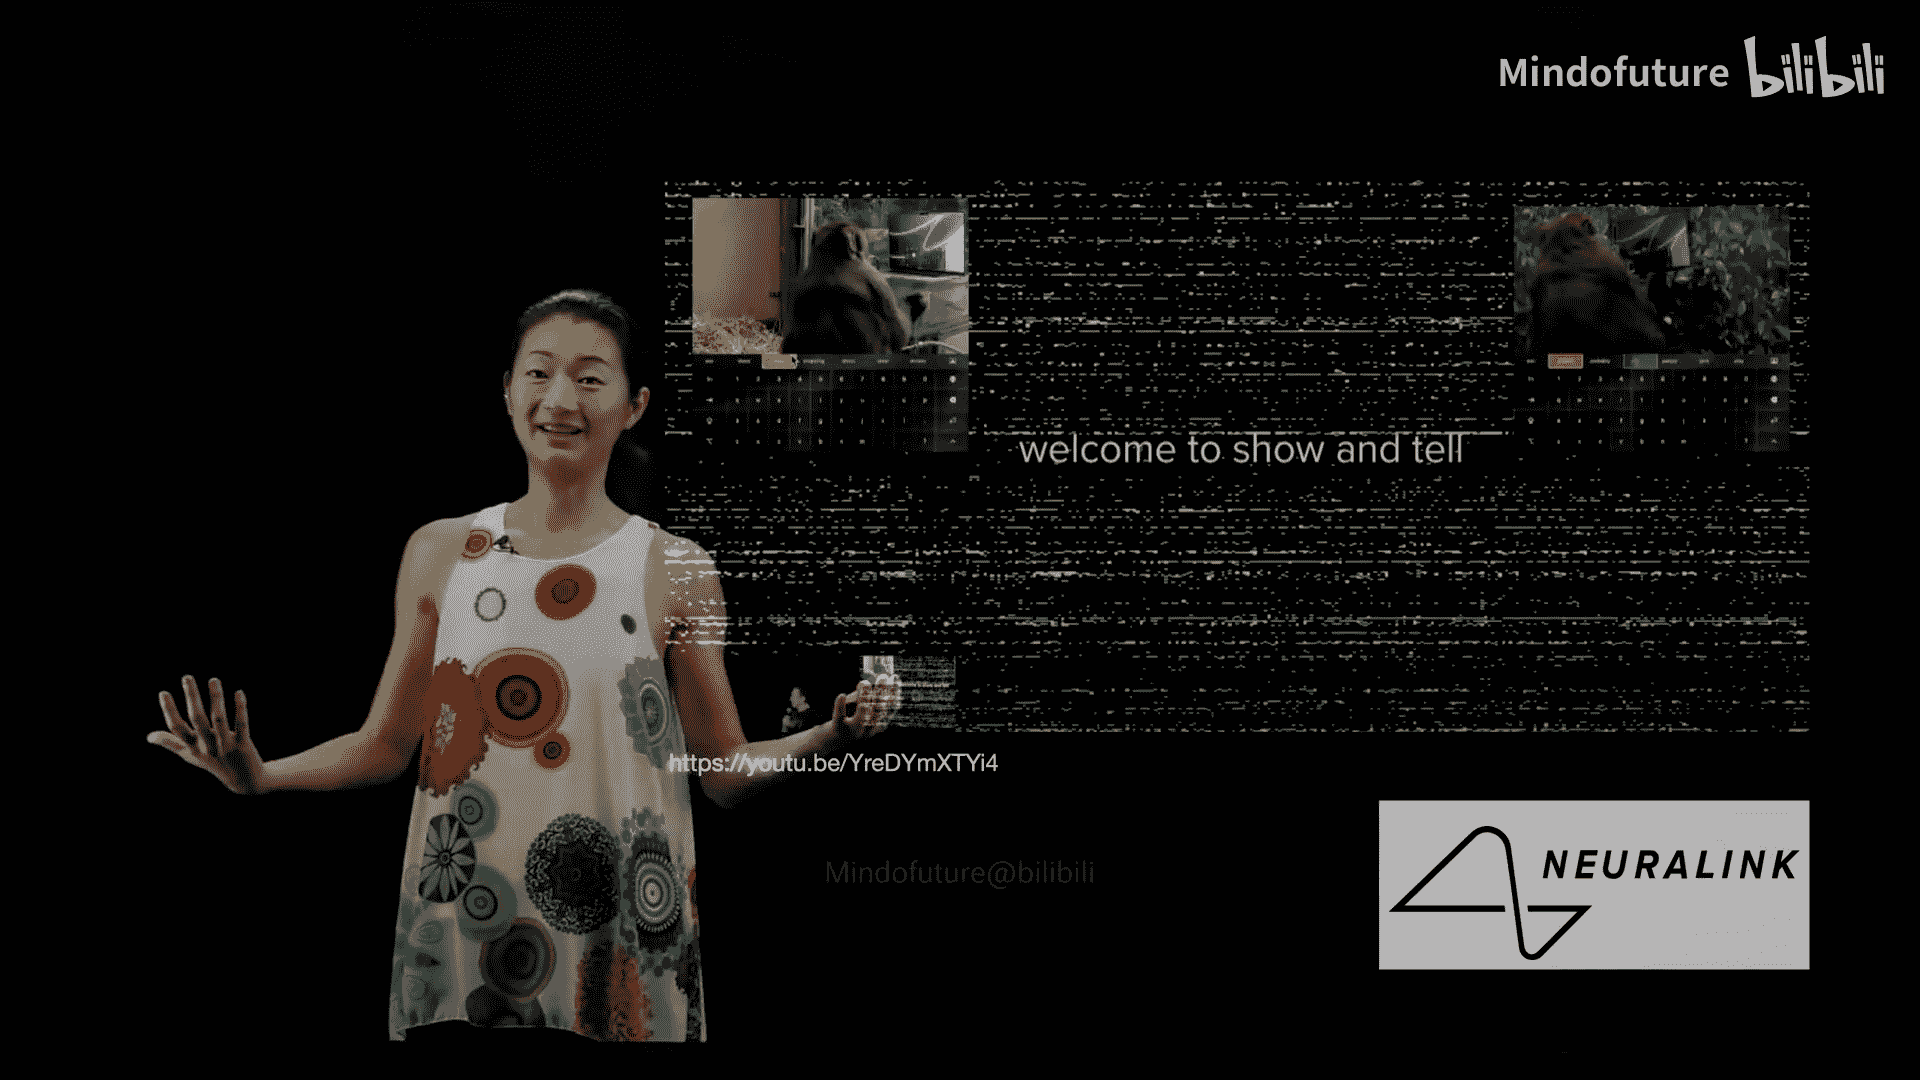 Mindofuture bilibili
welcome to show and tell
https://youtu.be/YreDYmXTYi4
NEURALINK
Mindofuture@bilibili